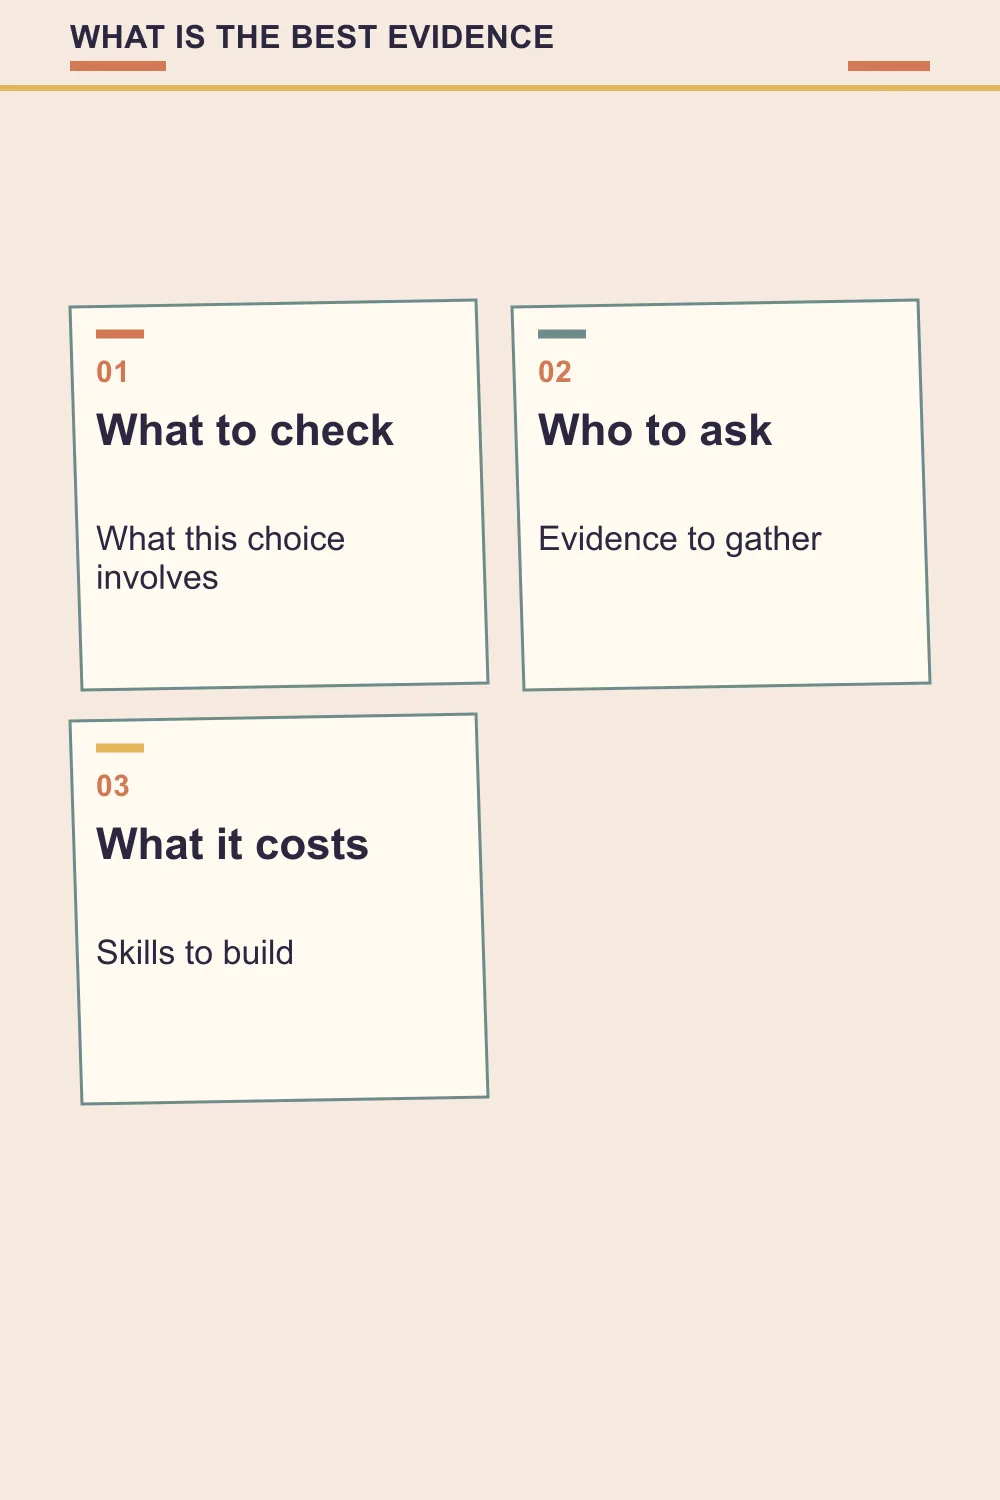 WHAT IS THE BEST EVIDENCE
01
What to check
What this choice
involves
02
Who to ask
Evidence to gather
03
What it costs
Skills to build